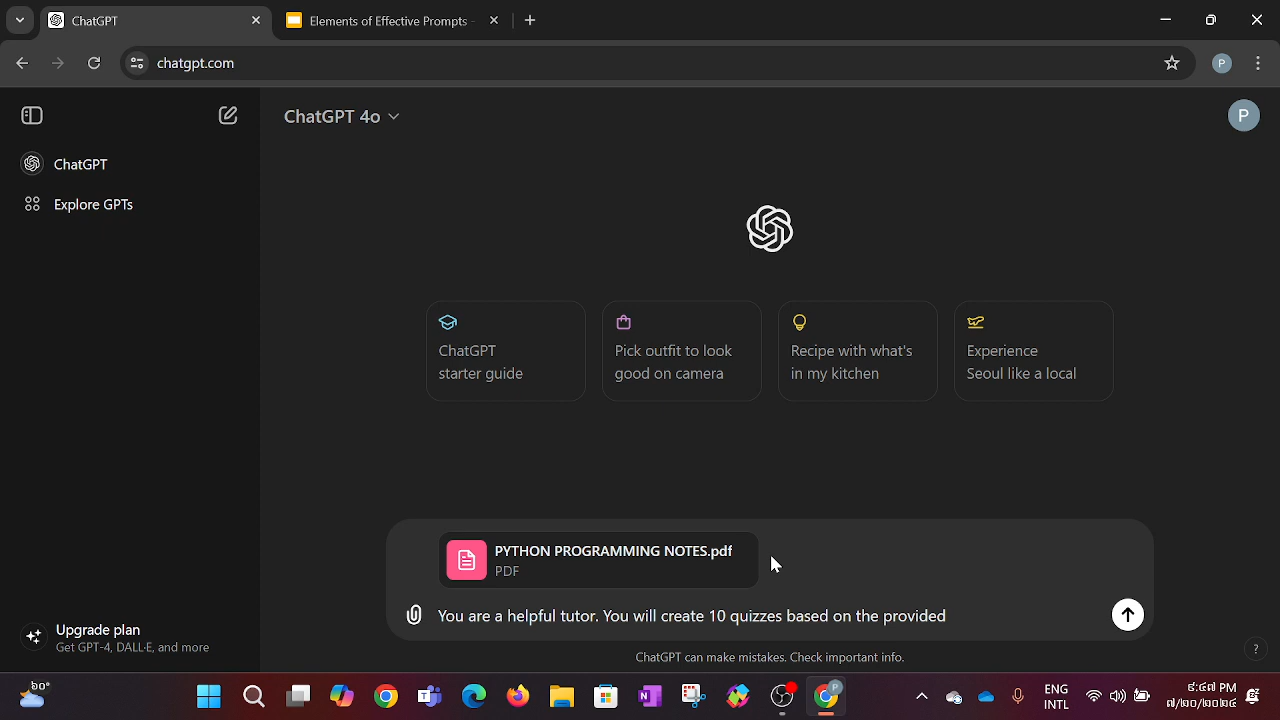 ChatGPT
Elements of Effective Prompts
chatgpt.com
P
ChatGPT 4o
P
ChatGPT
Explore GPTs
ChatGPT
starter guide
Pick outfit to look
good on camera
Recipe with what's
in my kitchen
Experience
Seoul like a local
PYTHON PROGRAMMING NOTES.pdf
PDF
You are a helpful tutor. You will create 10 quizzes based on the provided
Upgrade plan
Get GPT-4, DALL·E, and more
ChatGPT can make mistakes. Check important info.
?
ENG
INTL
PM